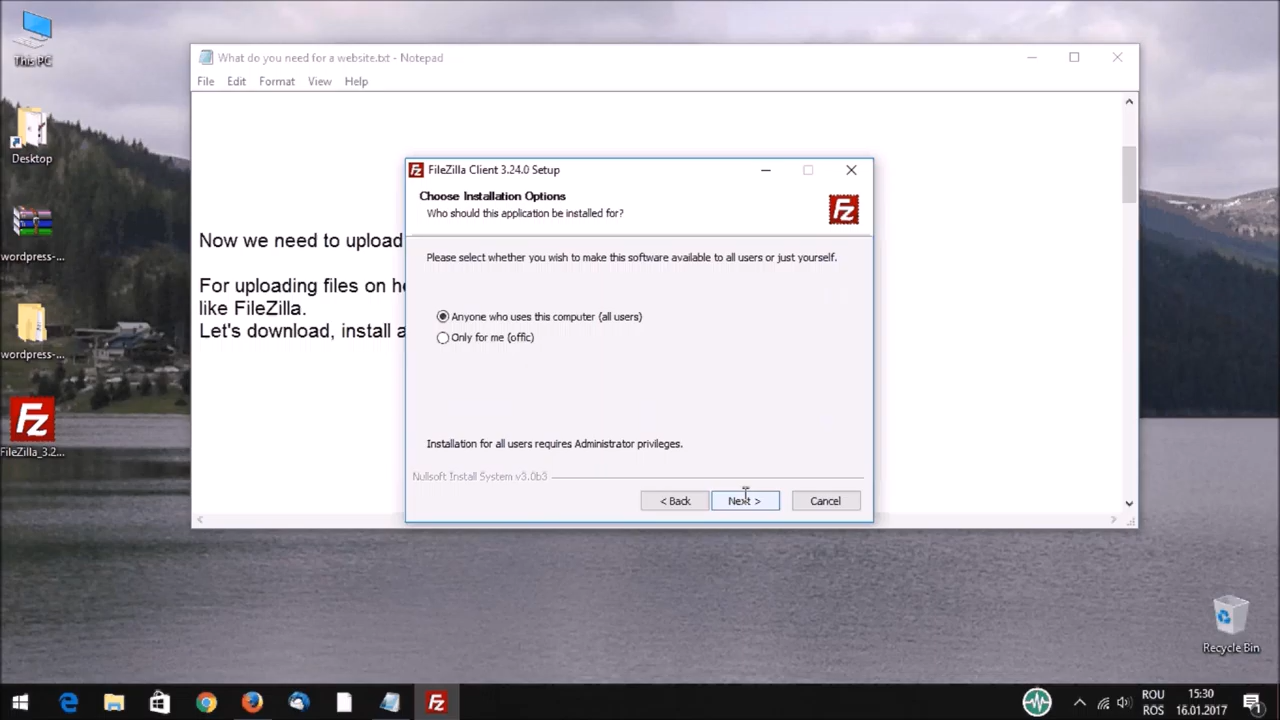 This PC
Desktop
wordpress-...
wordpress-...
FileZilla_3.2...
What do you need for a website.txt - Notepad
File Edit Format View Help
Now we need to upload
For uploading files on
like FileZilla.
Let's download, install
FileZilla Client 3.24.0 Setup
Choose Installation Options
Who should this application be installed for?
Please select whether you wish to make this software available to all users or just yourself.
Anyone who uses this computer (all users)
Only for me (offic)
Installation for all users requires Administrator privileges.
Nullsoft Install System v3.0b3
< Back Next > Cancel
Recycle Bin
ROU 15:30
ROS 16.01.2017
1